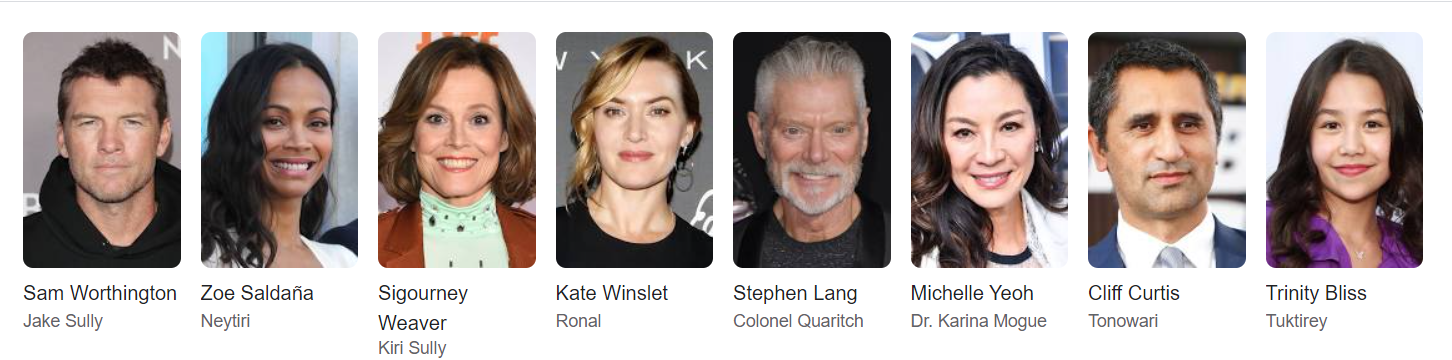 Sam Worthington
Jake Sully
Zoe Saldaña
Neytiri
Sigourney
Weaver
Kiri Sully
Kate Winslet
Ronal
Stephen Lang
Colonel Quaritch
Michelle Yeoh
Dr. Karina Mogue
Cliff Curtis
Tonowari
Trinity Bliss
Tuktirey